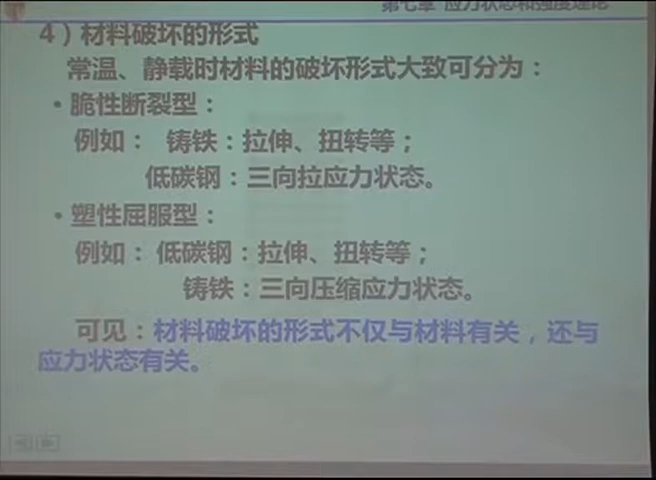 第七章 应力状态和强度理论
4）材料破坏的形式
常温、静载时材料的破坏形式大致可分为：
·脆性断裂型：
例如： 铸铁：拉伸、扭转等；
低碳钢：三向拉应力状态。
·塑性屈服型：
例如：低碳钢：拉伸、扭转等；
铸铁：三向压缩应力状态。
可见：材料破坏的形式不仅与材料有关，还与
应力状态有关。